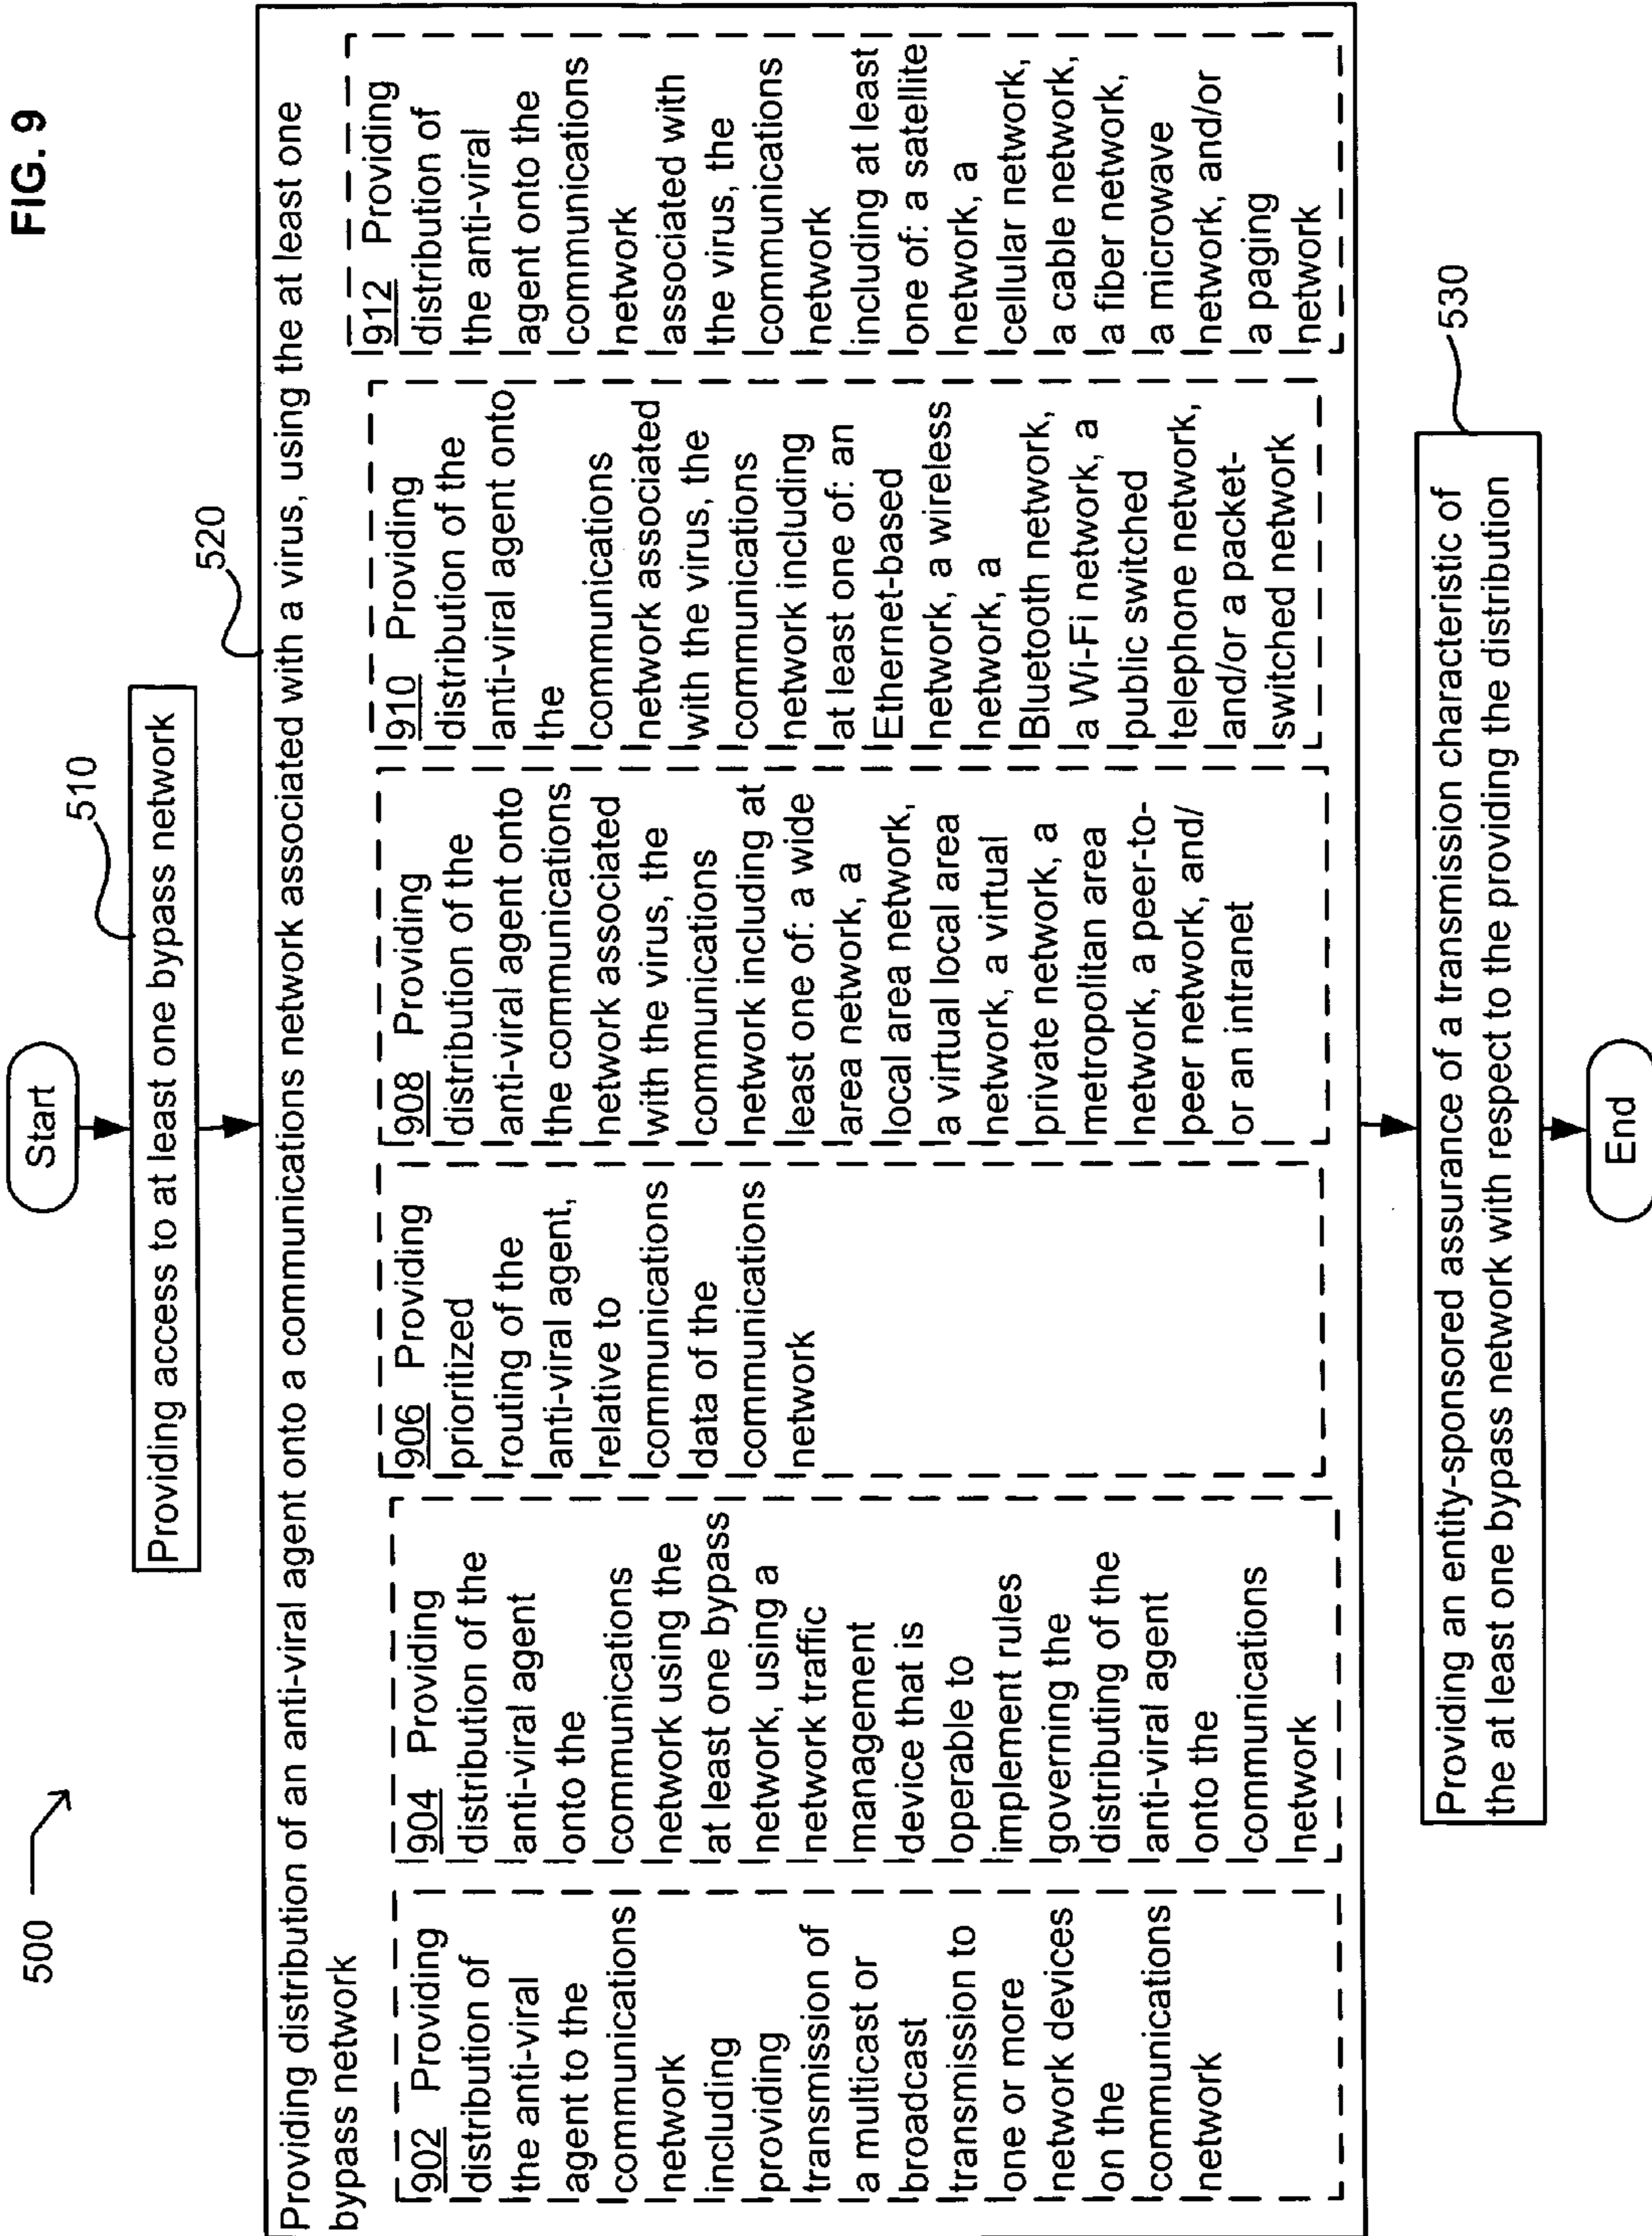 FIG. 9
500
Start
510
Providing access to at least one bypass network
520
Providing distribution of an anti-viral agent onto a communications network associated with a virus, using the at least one
bypass network
902 Providing
distribution of
the anti-viral
agent to the
communications
network
including
providing
transmission of
a multicast or
broadcast
transmission to
one or more
network devices
on the
communications
network
904 Providing
distribution of the
anti-viral agent
onto the
communications
network using the
at least one bypass
network, using a
network traffic
management
device that is
operable to
implement rules
governing the
distributing of the
anti-viral agent
onto the
communications
network
906 Providing
prioritized
routing of the
anti-viral agent,
relative to
communications
data of the
communications
network
908 Providing
distribution of the
anti-viral agent onto
the communications
network associated
with the virus, the
communications
network including at
least one of: a wide
area network, a
local area network,
a virtual local area
network, a virtual
private network, a
metropolitan area
network, a peer-to-
peer network, and/
or an intranet
910 Providing
distribution of the
anti-viral agent onto
the
communications
network associated
with the virus, the
communications
network including
at least one of: an
Ethernet-based
network, a wireless
network, a
Bluetooth network,
a Wi-Fi network, a
public switched
telephone network,
and/or a packet-
switched network
912 Providing
distribution of
the anti-viral
agent onto the
communications
network
associated with
the virus, the
communications
network
including at least
one of: a satellite
network, a
cellular network,
a cable network,
a fiber network,
a microwave
network, and/or
a paging
network
530
Providing an entity-sponsored assurance of a transmission characteristic of
the at least one bypass network with respect to the providing the distribution
End